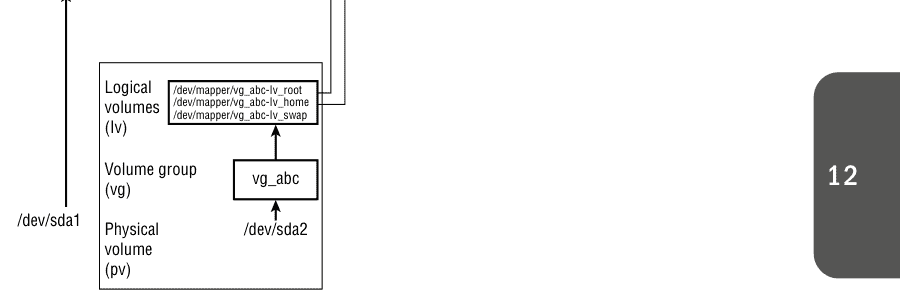 Logical
volumes
(lv)
/dev/mapper/vg_abc-lv_root
/dev/mapper/vg_abc-lv_home
/dev/mapper/vg_abc-lv_swap
Volume group
(vg)
vg_abc
/dev/sda1
Physical
volume
(pv)
/dev/sda2
12